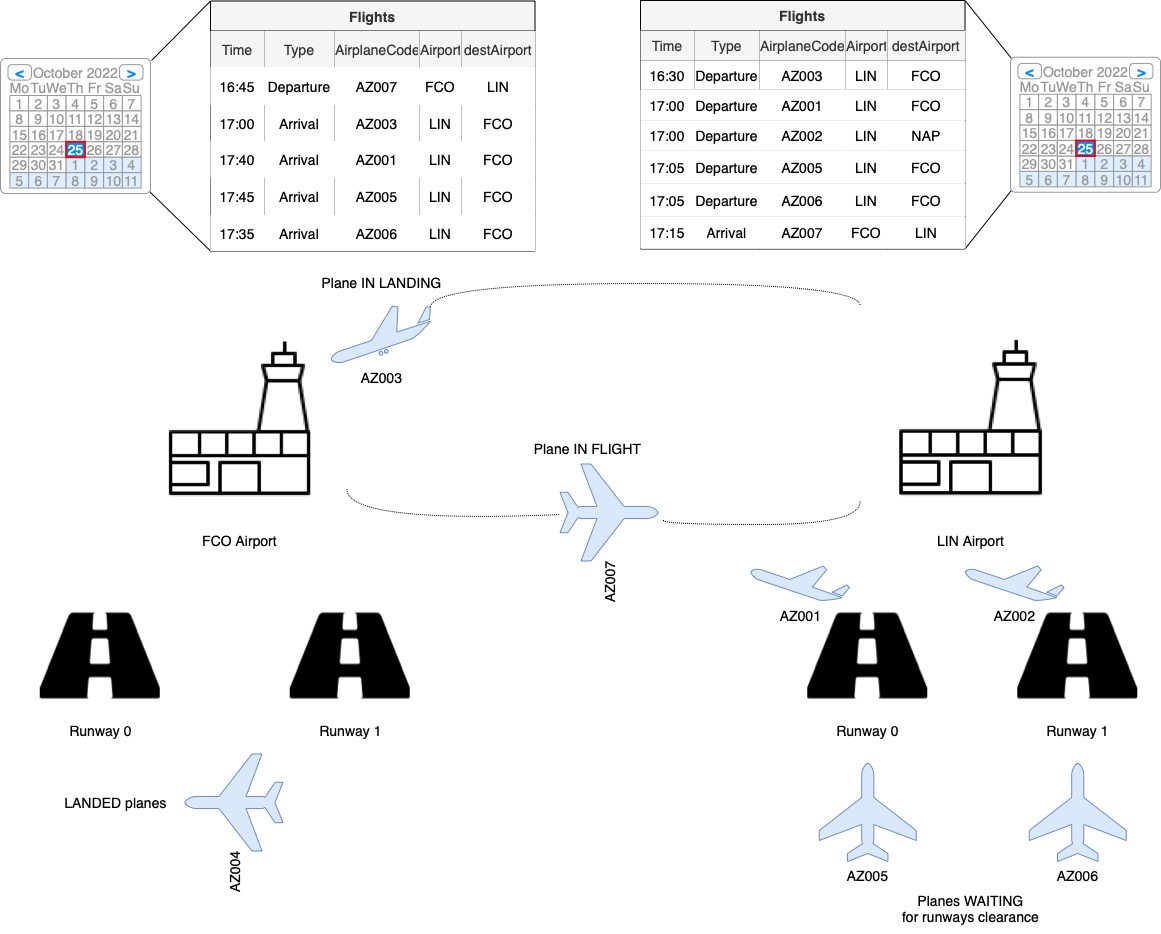 Flights
Time Type AirplaneCode Airport destAirport
16:45 Departure AZ007 FCO LIN
17:00 Arrival AZ003 LIN FCO
17:40 Arrival AZ001 LIN FCO
17:45 Arrival AZ005 LIN FCO
17:35 Arrival AZ006 LIN FCO
Flights
Time Type AirplaneCode Airport destAirport
16:30 Departure AZ003 LIN FCO
17:00 Departure AZ001 LIN FCO
17:00 Departure AZ002 LIN NAP
17:05 Departure AZ005 LIN FCO
17:05 Departure AZ006 LIN FCO
17:15 Arrival AZ007 FCO LIN
< October 2022 >
Mo Tu We Th Fr Sa Su
1 2 3 4 5 6 7
8 9 10 11 12 13 14
15 16 17 18 19 20 21
22 23 24 25 26 27 28
29 30 31 1 2 3 4
5 6 7 8 9 10 11
< October 2022 >
Mo Tu We Th Fr Sa Su
1 2 3 4 5 6 7
8 9 10 11 12 13 14
15 16 17 18 19 20 21
22 23 24 25 26 27 28
29 30 31 1 2 3 4
5 6 7 8 9 10 11
Plane IN LANDING
AZ003
Plane IN FLIGHT
AZ007
FCO Airport
LIN Airport
AZ001
AZ002
Runway 0
Runway 1
Runway 0
Runway 1
LANDED planes
AZ004
AZ005
AZ006
Planes WAITING
for runways clearance